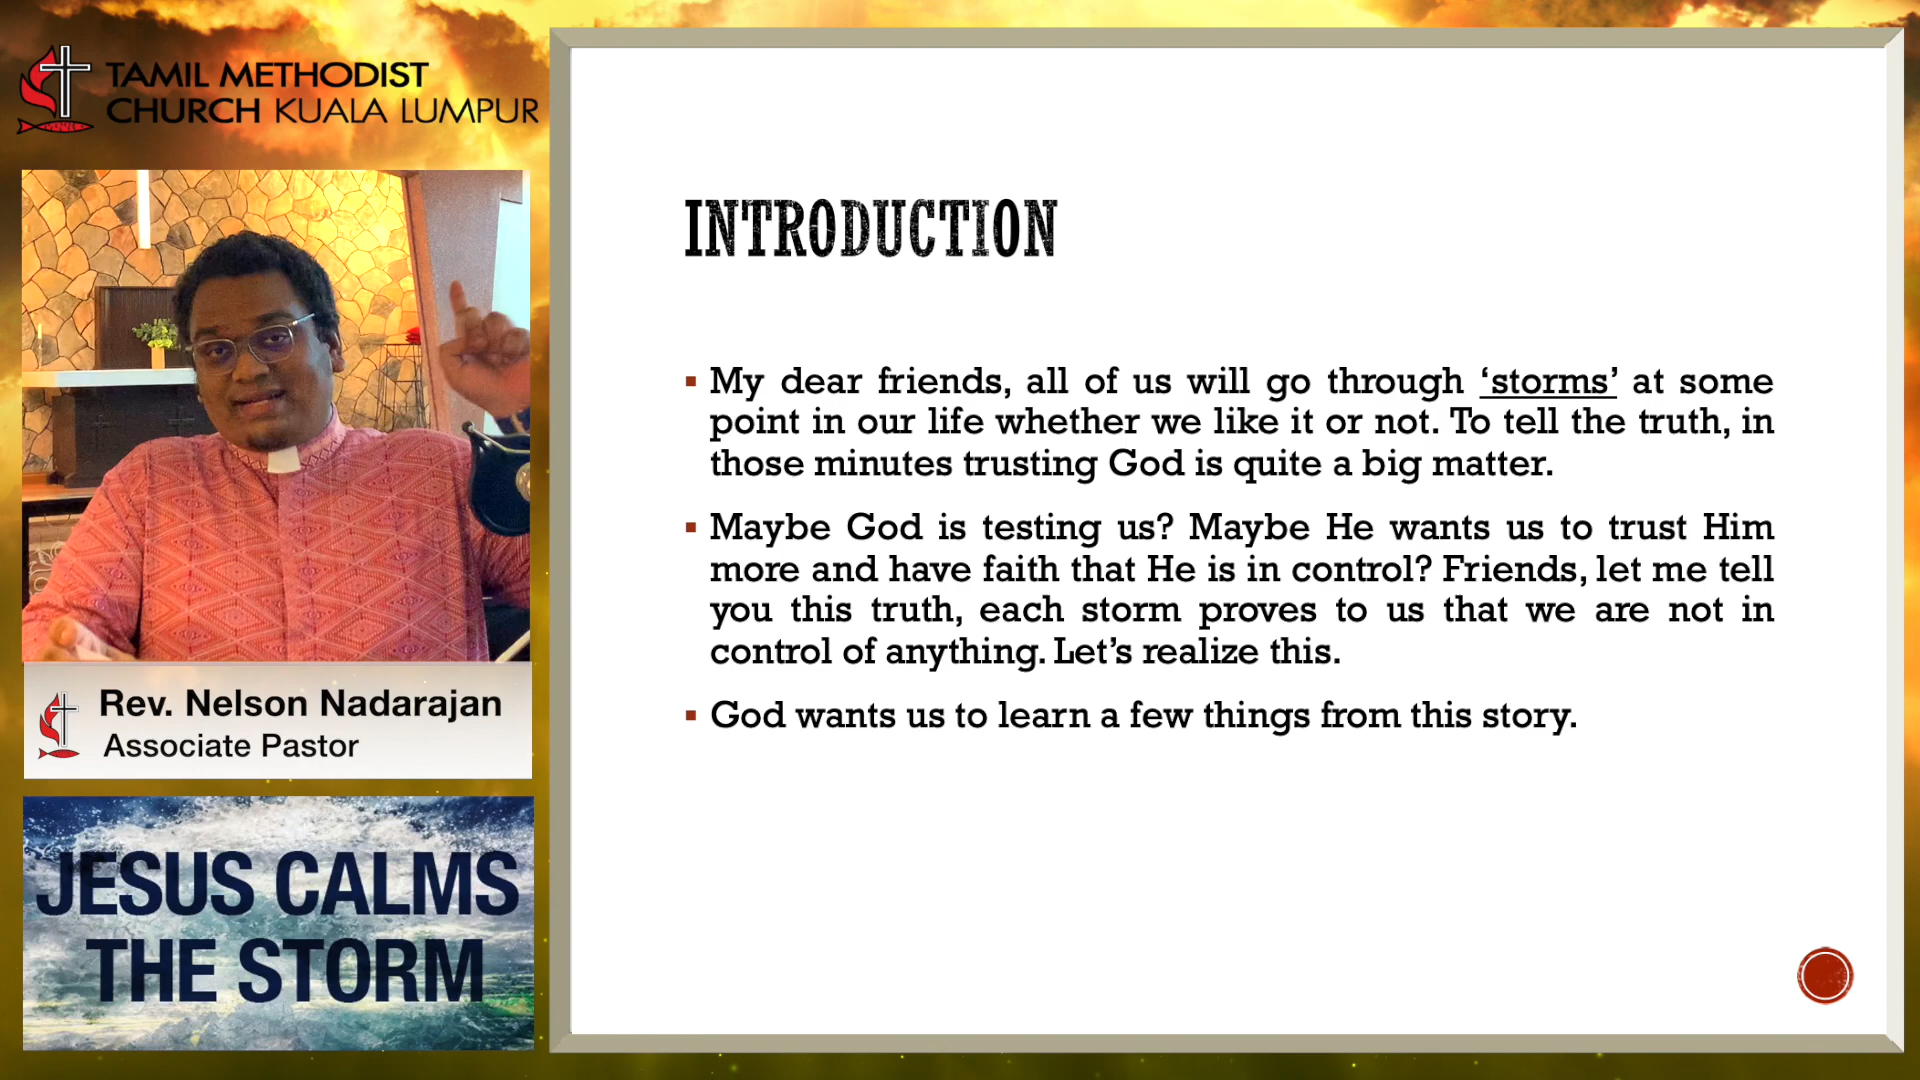 TAMIL METHODIST
CHURCH KUALA LUMPUR
Rev. Nelson Nadarajan
Associate Pastor
JESUS CALMS
THE STORM
INTRODUCTION
My dear friends, all of us will go through ‘storms’ at some
point in our life whether we like it or not. To tell the truth, in
those minutes trusting God is quite a big matter.
Maybe God is testing us? Maybe He wants us to trust Him
more and have faith that He is in control? Friends, let me tell
you this truth, each storm proves to us that we are not in
control of anything. Let’s realize this.
God wants us to learn a few things from this story.